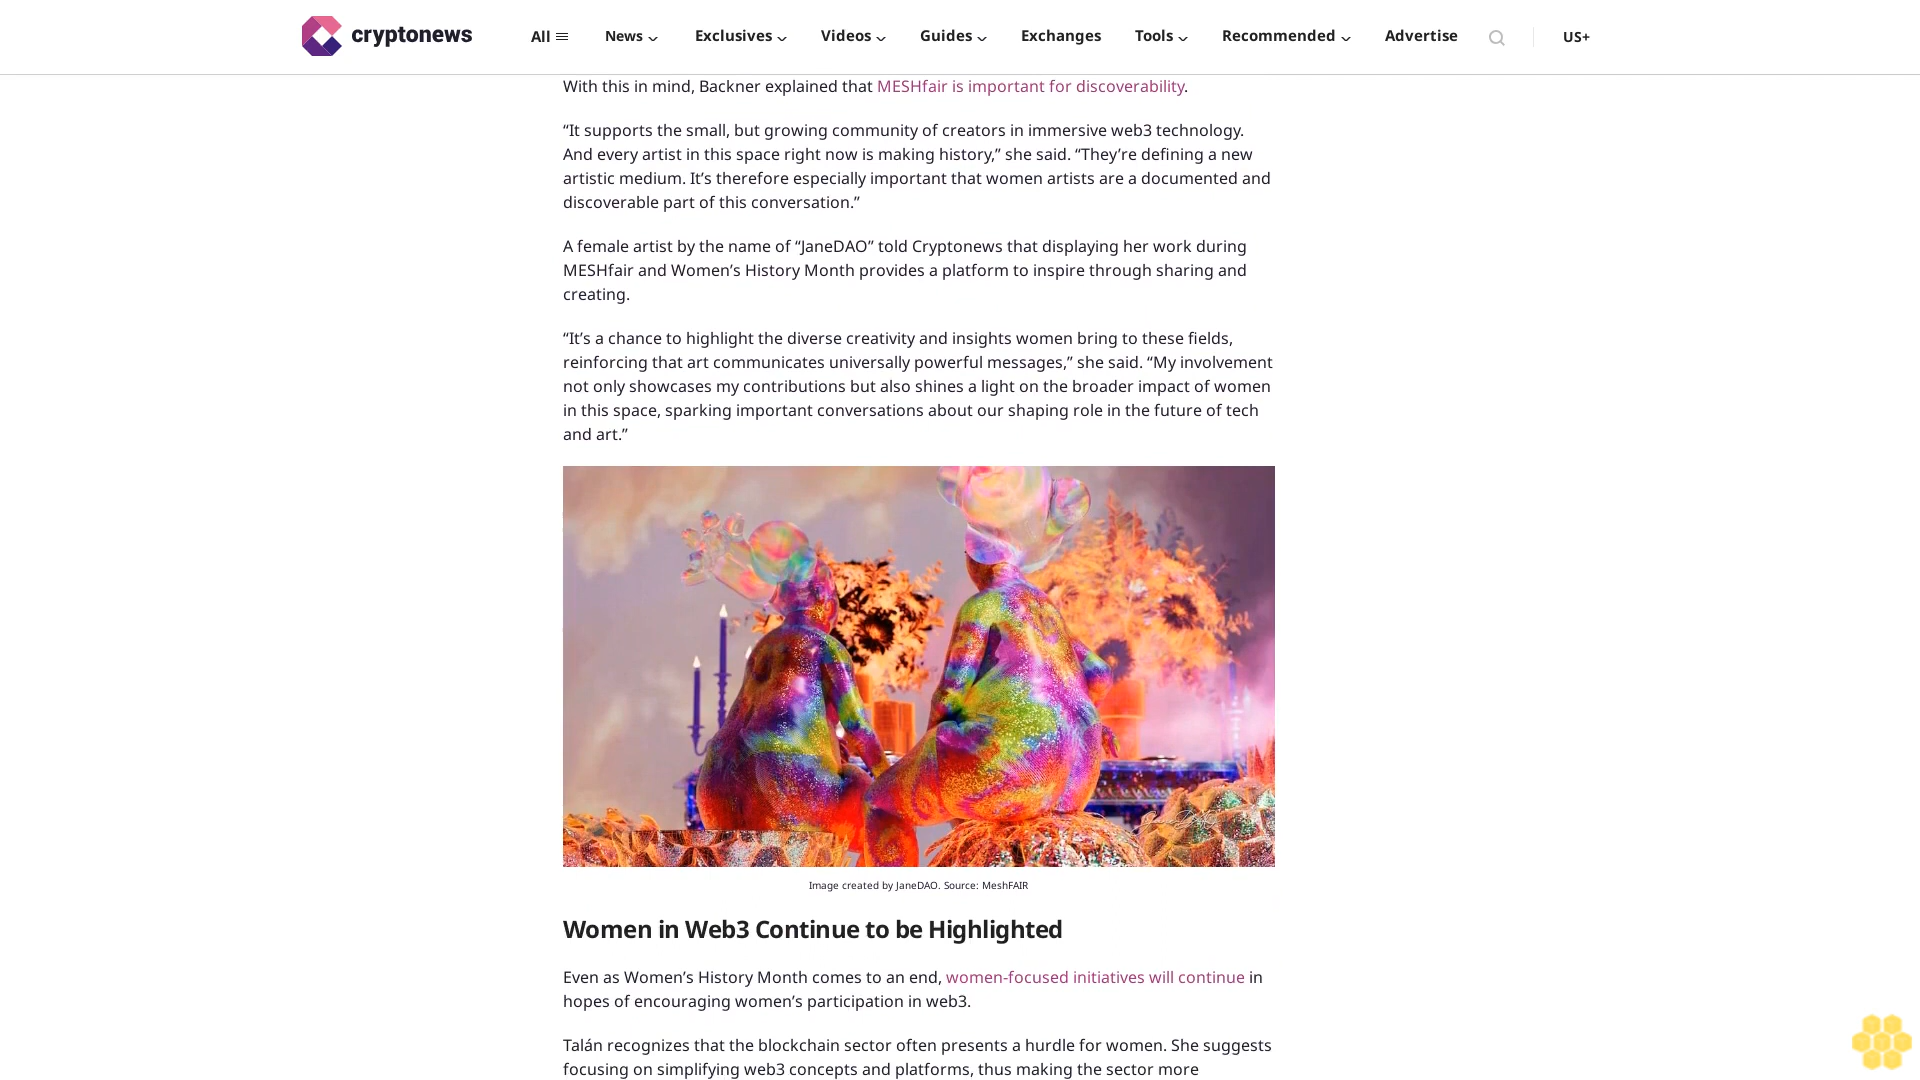 cryptonews
All
News
Exclusives
Videos
Guides
Exchanges
Tools
Recommended
Advertise
US+
With this in mind, Backner explained that MESHfair is important for discoverability.
“It supports the small, but growing community of creators in immersive web3 technology.
And every artist in this space right now is making history,” she said. “They’re defining a new
artistic medium. It’s therefore especially important that women artists are a documented and
discoverable part of this conversation.”
A female artist by the name of “JaneDAO” told Cryptonews that displaying her work during
MESHfair and Women’s History Month provides a platform to inspire through sharing and
creating.
“It’s a chance to highlight the diverse creativity and insights women bring to these fields,
reinforcing that art communicates universally powerful messages,” she said. “My involvement
not only showcases my contributions but also shines a light on the broader impact of women
in this space, sparking important conversations about our shaping role in the future of tech
and art.”
Image created by JaneDAO. Source: MeshFAIR
Women in Web3 Continue to be Highlighted
Even as Women’s History Month comes to an end, women-focused initiatives will continue in
hopes of encouraging women’s participation in web3.
Talán recognizes that the blockchain sector often presents a hurdle for women. She suggests
focusing on simplifying web3 concepts and platforms, thus making the sector more